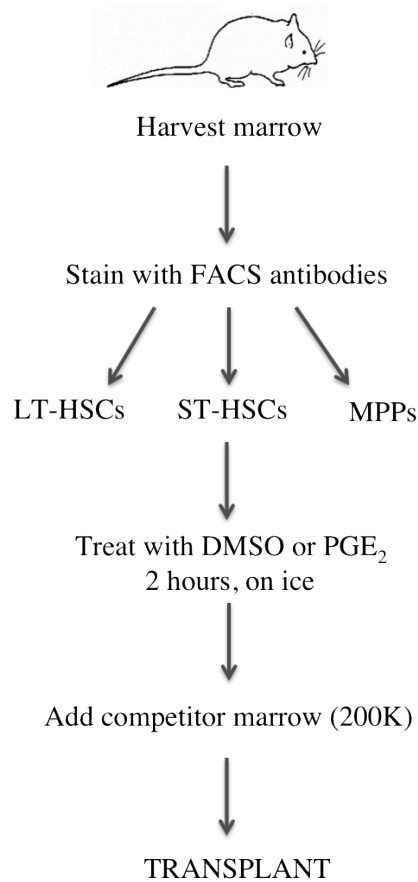 Harvest marrow
Stain with FACS antibodies
LT-HSCs
ST-HSCs
MPPs
Treat with DMSO or PGE₂
2 hours, on ice
Add competitor marrow (200K)
TRANSPLANT